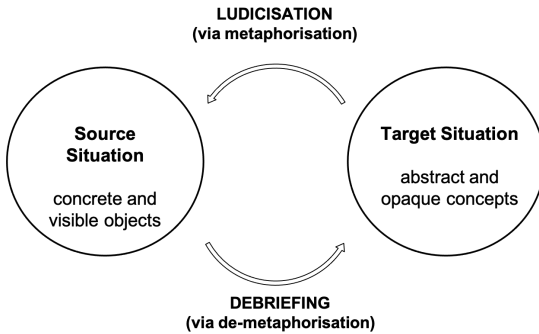 LUDICISATION
(via metaphorisation)
Source
Situation
concrete and
visible objects
Target Situation
abstract and
opaque concepts
DEBRIEFING
(via de-metaphorisation)